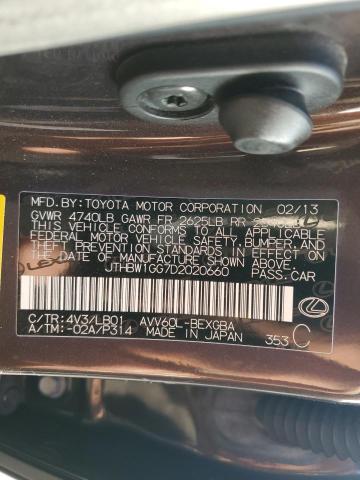 MFD. BY: TOYOTA MOTOR CORPORATION 02/13
GVWR 4740LB GAWR FR 2625LB RR
THIS VEHICLE CONFORMS TO ALL APPLICABLE
FEDERAL MOTOR VEHICLE SAFETY, BUMPER, AND
THEFT PREVENTION STANDARDS IN EFFECT ON
THE DATE OF MANUFACTURE SHOWN ABOVE.
JTHBW1GG7D2020660 PASS.CAR
C/TR: 4V3/LB01 AVV60L-BEXGBA
A/TM: -02A/P314 MADE IN JAPAN 353 C